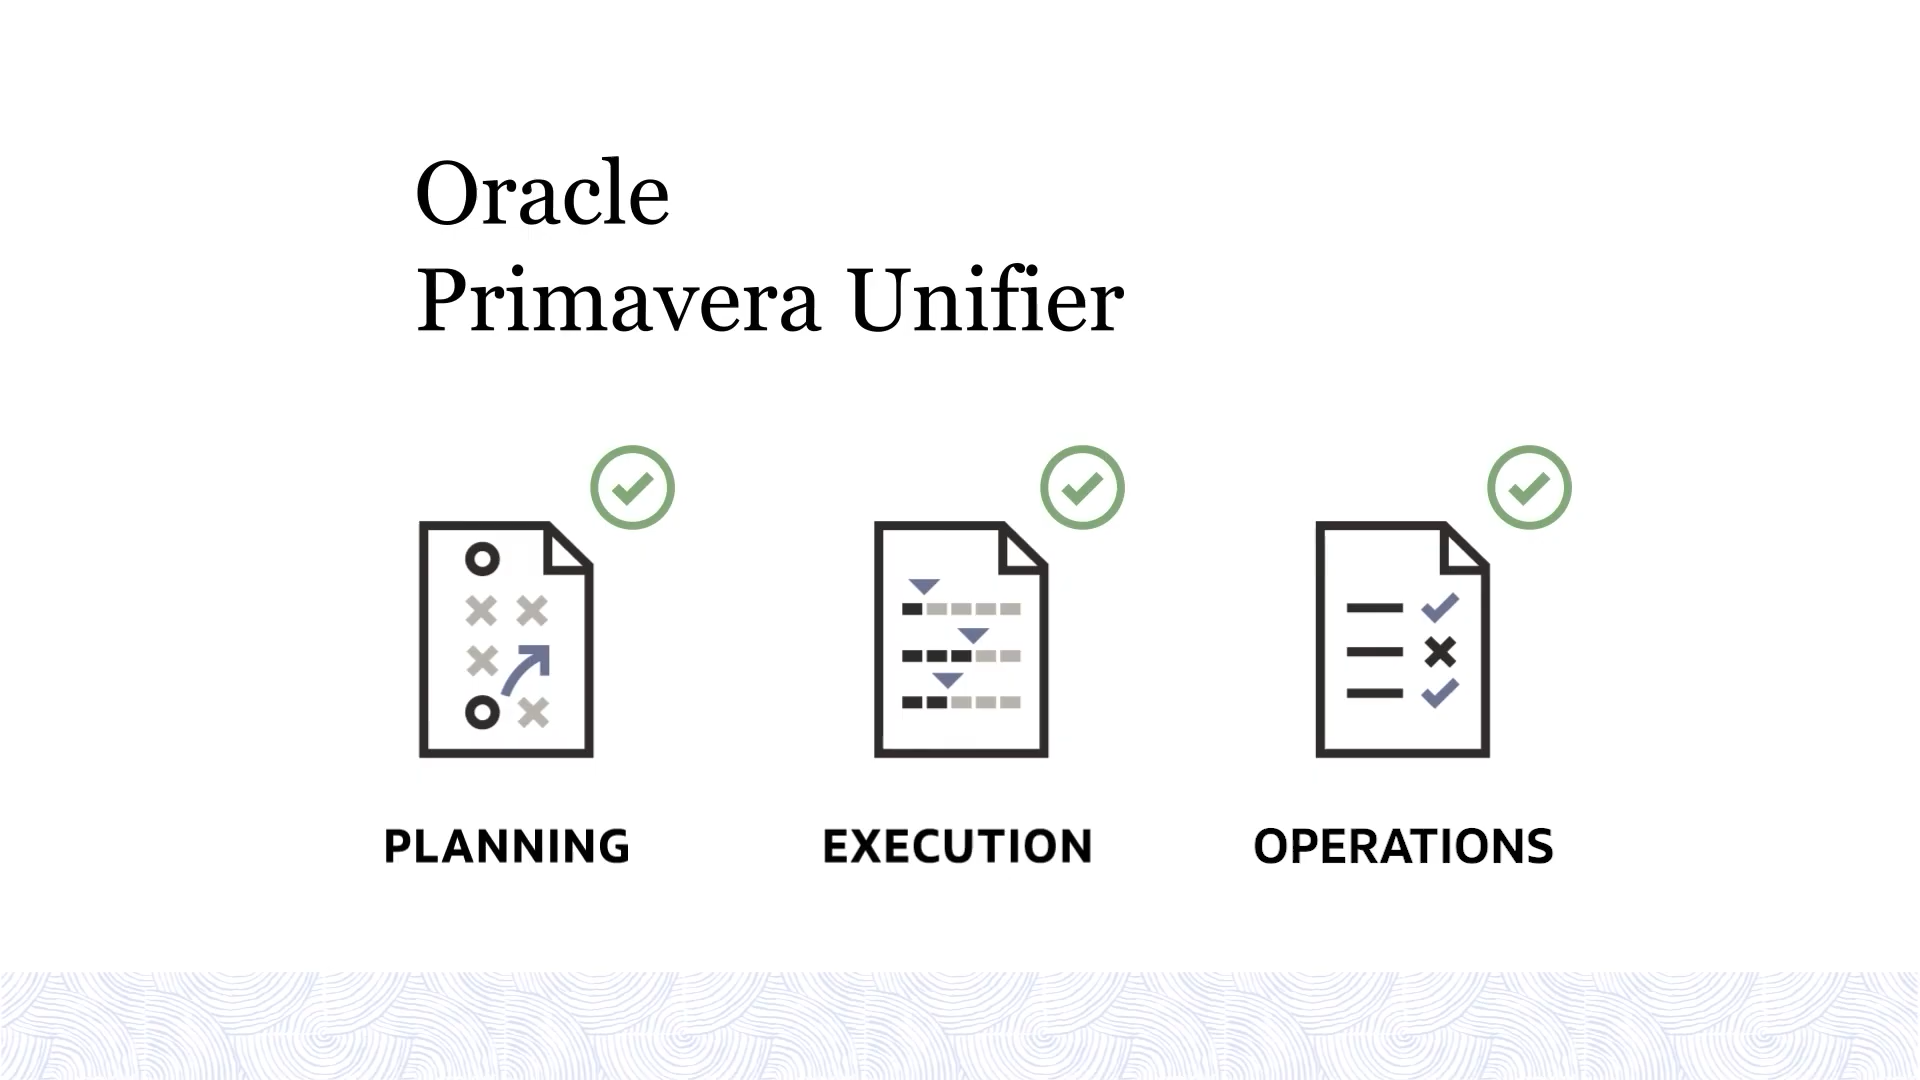 Oracle
Primavera Unifier
PLANNING
EXECUTION
OPERATIONS